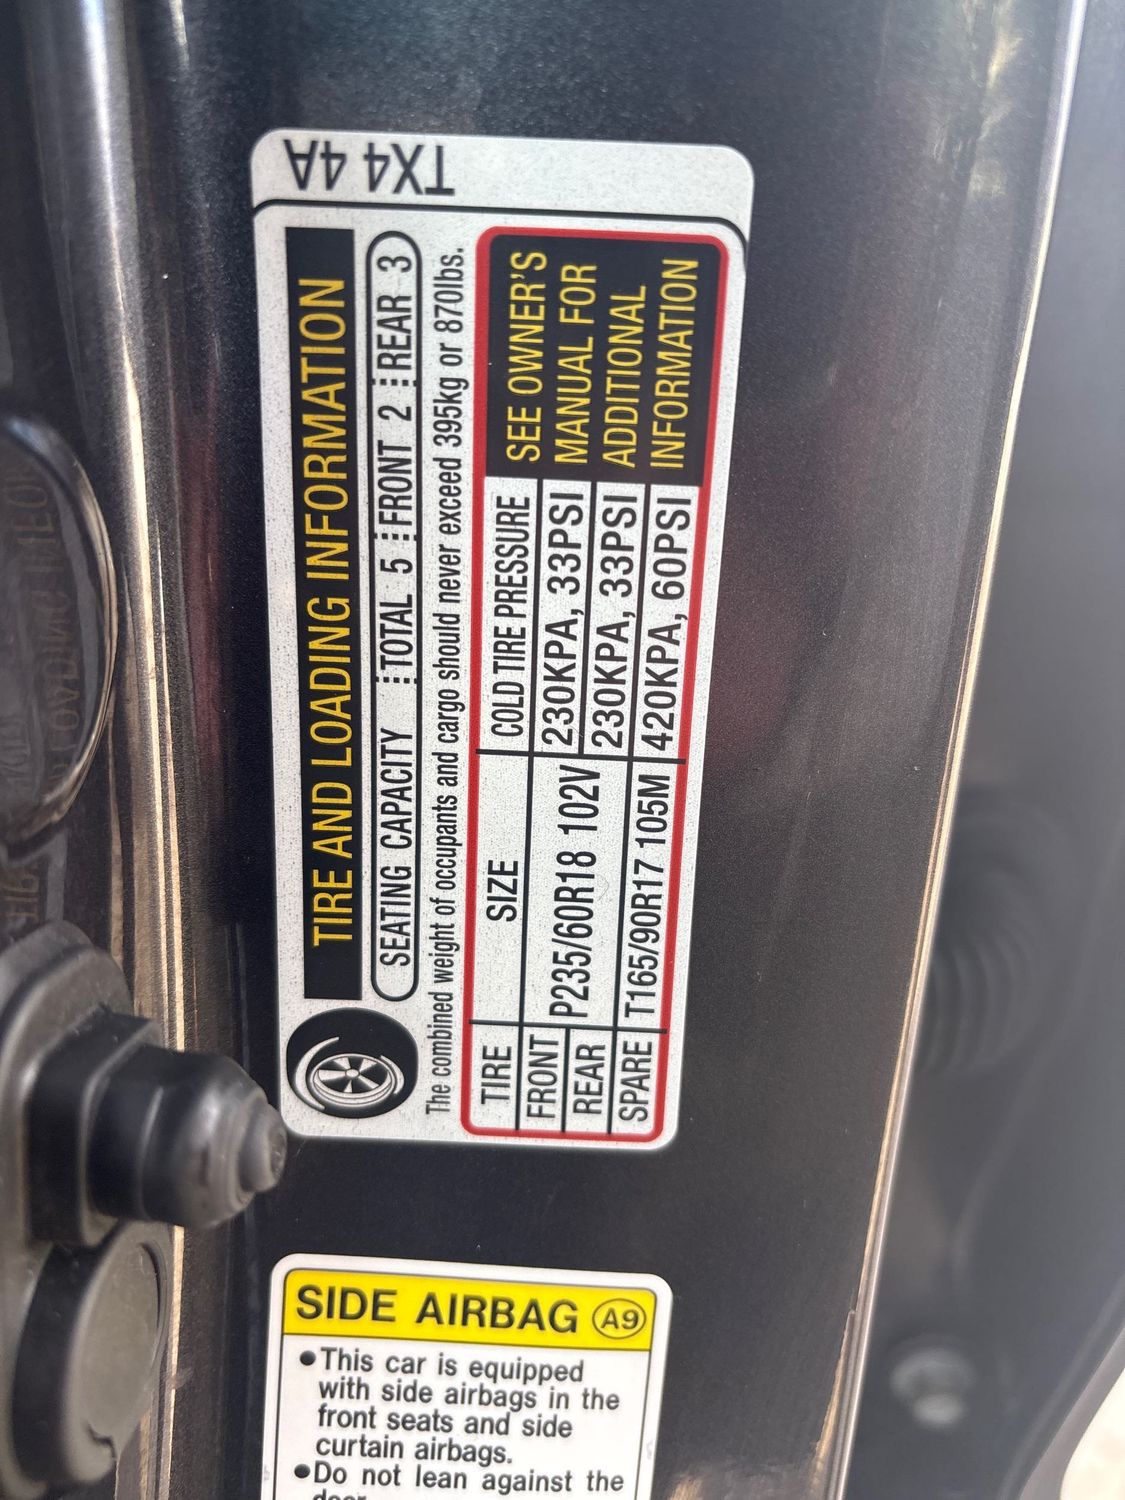 TX4 4A
TIRE AND LOADING INFORMATION
SEATING CAPACITY TOTAL 5 FRONT 2 REAR 3
The combined weight of occupants and cargo should never exceed 395kg or 870lbs.
TIRE SIZE COLD TIRE PRESSURE
FRONT P235/60R18 102V 230KPA, 33PSI
REAR 230KPA, 33PSI
SPARE T165/90R17 105M 420KPA, 60PSI
SEE OWNER'S
MANUAL FOR
ADDITIONAL
INFORMATION
SIDE AIRBAG A9
●This car is equipped
with side airbags in the
front seats and side
curtain airbags.
●Do not lean against the
door